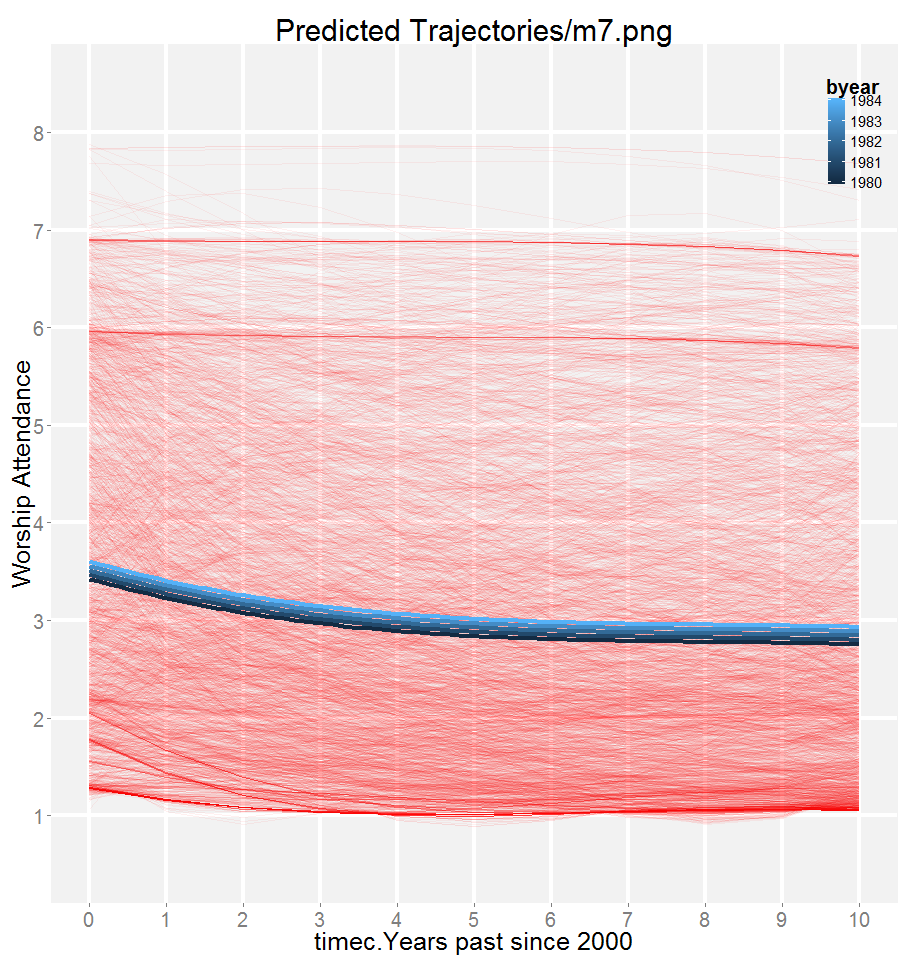 Predicted Trajectories/m7.png
byear
1984
1983
1982
1981
1980
Worship Attendance
8
7
6
5
4
3
2
1
0 1 2 3 4 5 6 7 8 9 10
timec.Years past since 2000